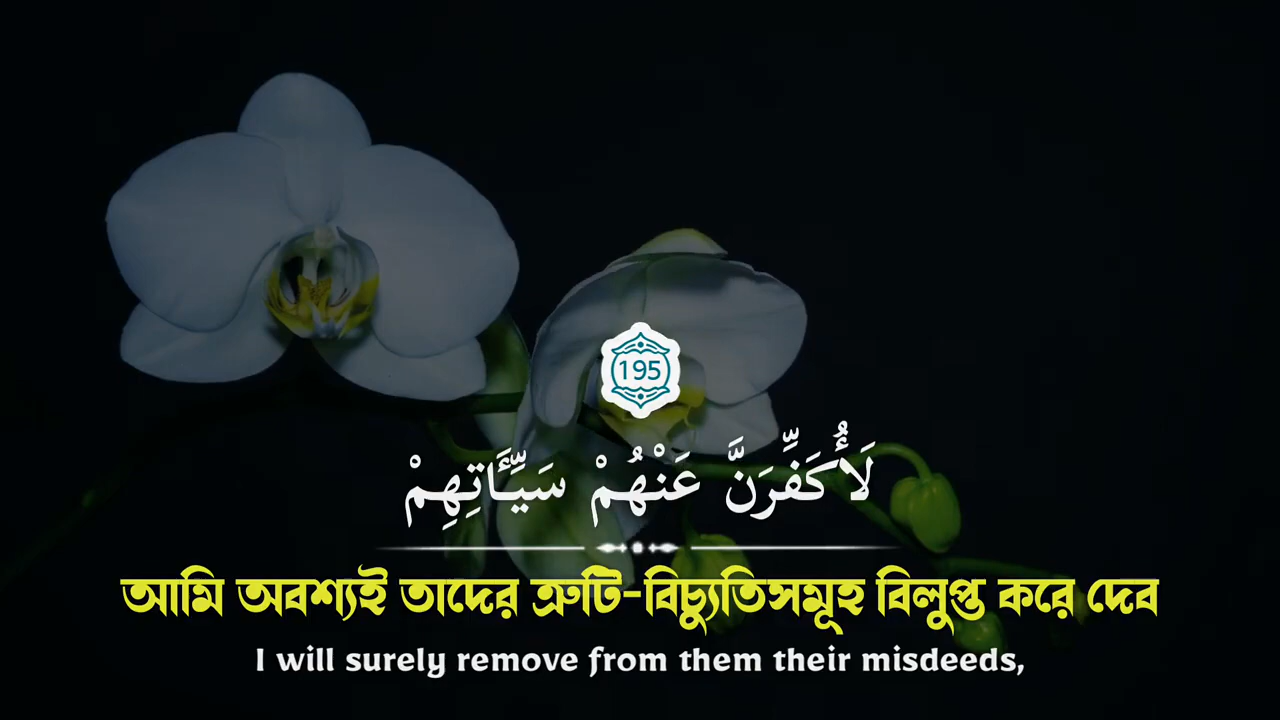 195
لَأُكَفِّرَنَّ عَنْهُمْ سَيِّـَٔاتِهِمْ
আমি অবশ্যই তাদের ত্রুটি-বিচ্যুতিসমূহ বিলুপ্ত করে দেব
I will surely remove from them their misdeeds,